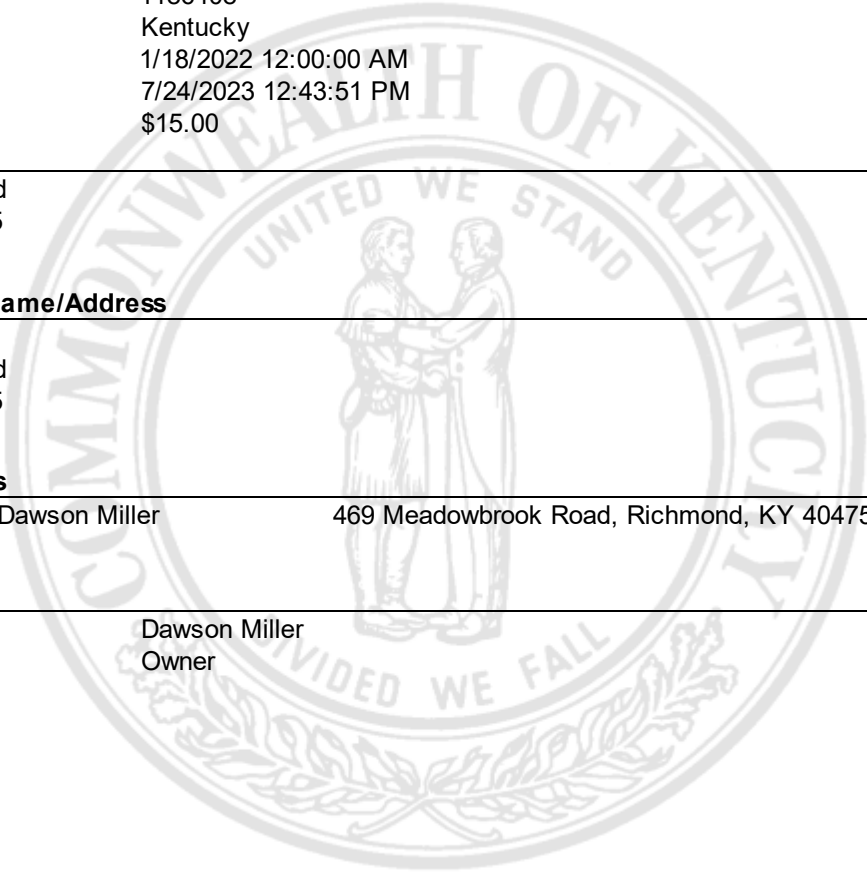 Kentucky
1/18/2022 12:00:00 AM
7/24/2023 12:43:51 PM
$15.00
ame/Address
Dawson Miller 469 Meadowbrook Road, Richmond, KY 40475
Dawson Miller
Owner
COMMONWEALTH OF KENTUCKY
UNITED WE STAND
DIVIDED WE FALL